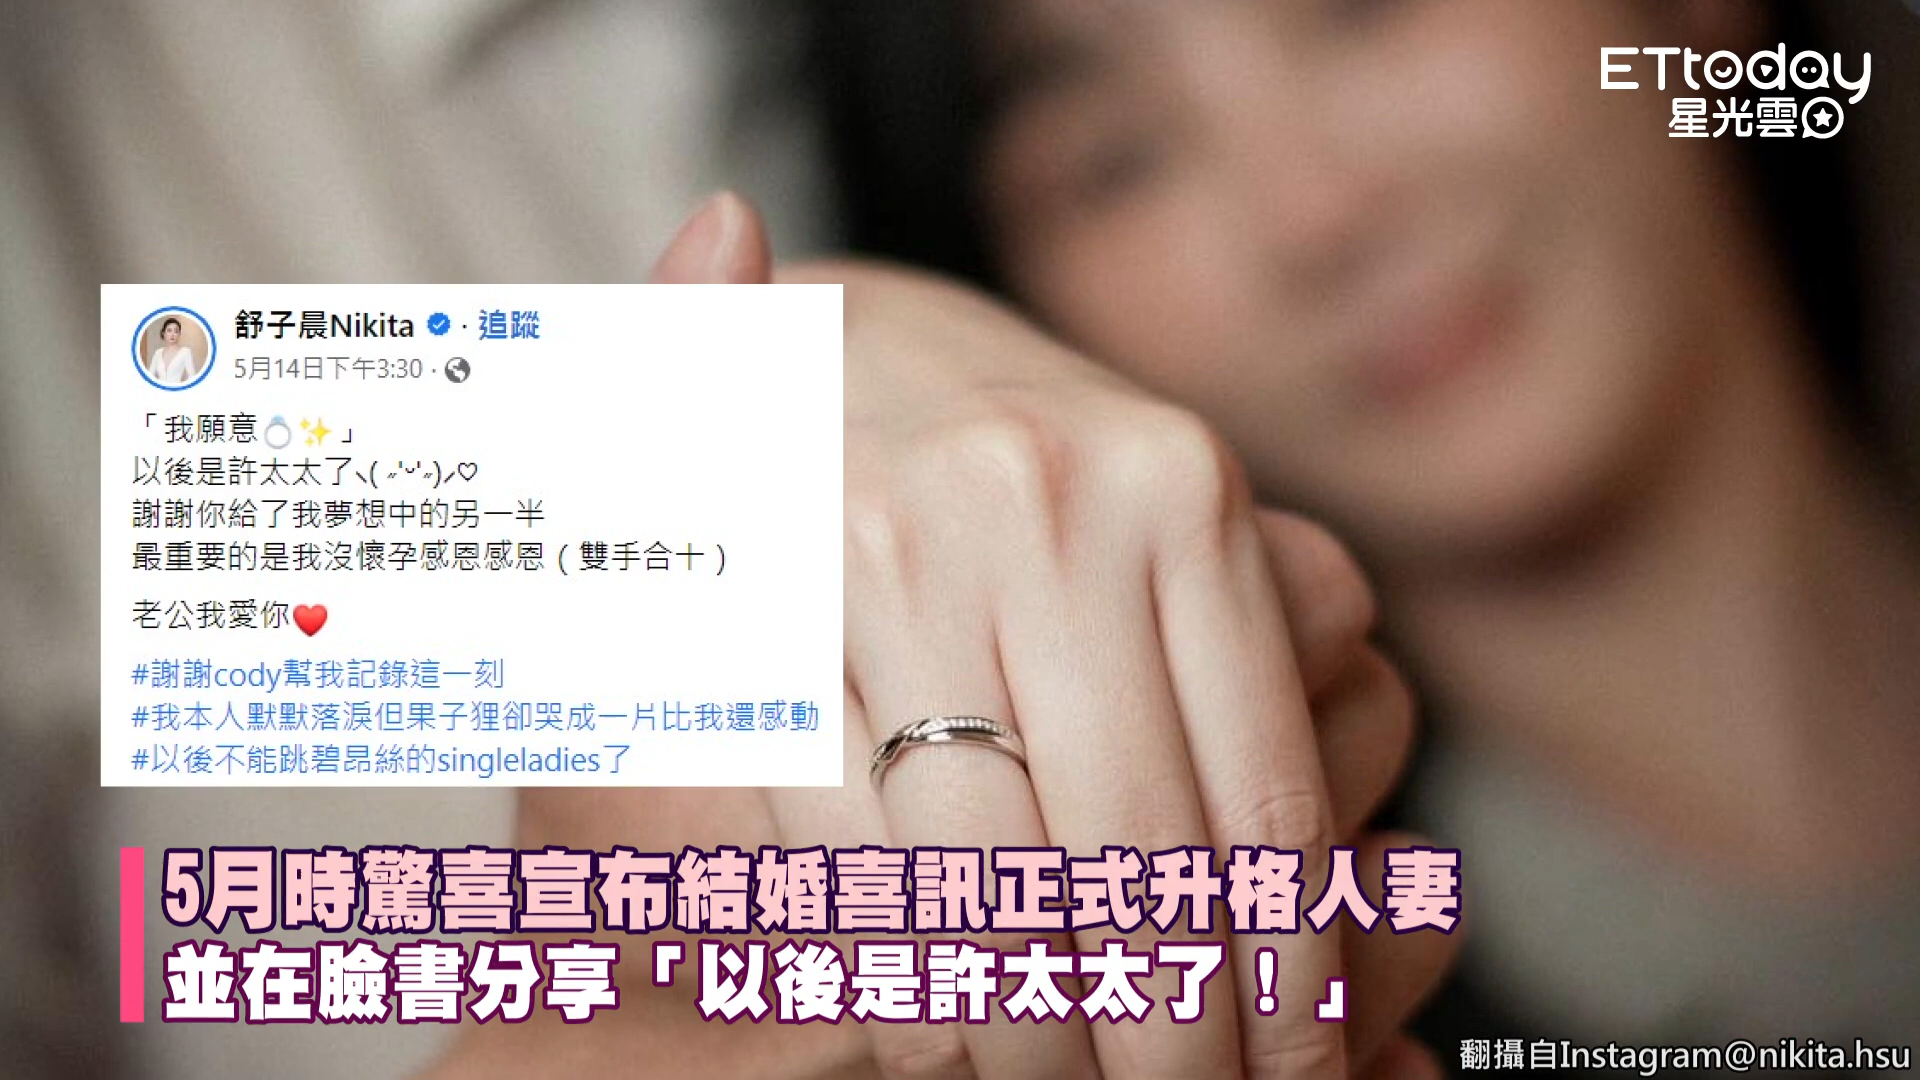 ETtoday
星光雲
舒子晨Nikita · 追蹤
5月14日下午3:30 ·
「我願意💍✨」
以後是許太太了⸜( ˶'ᵕ'˶)⸝♡
謝謝你給了我夢想中的另一半
最重要的是我沒懷孕感恩感恩（雙手合十）
老公我愛你❤️
#謝謝cody幫我記錄這一刻
#我本人默默落淚但果子狸卻哭成一片比我還感動
#以後不能跳碧昂絲的singleladies了
5月時驚喜宣布結婚喜訊正式升格人妻
並在臉書分享「以後是許太太了！」
翻攝自Instagram@nikita.hsu